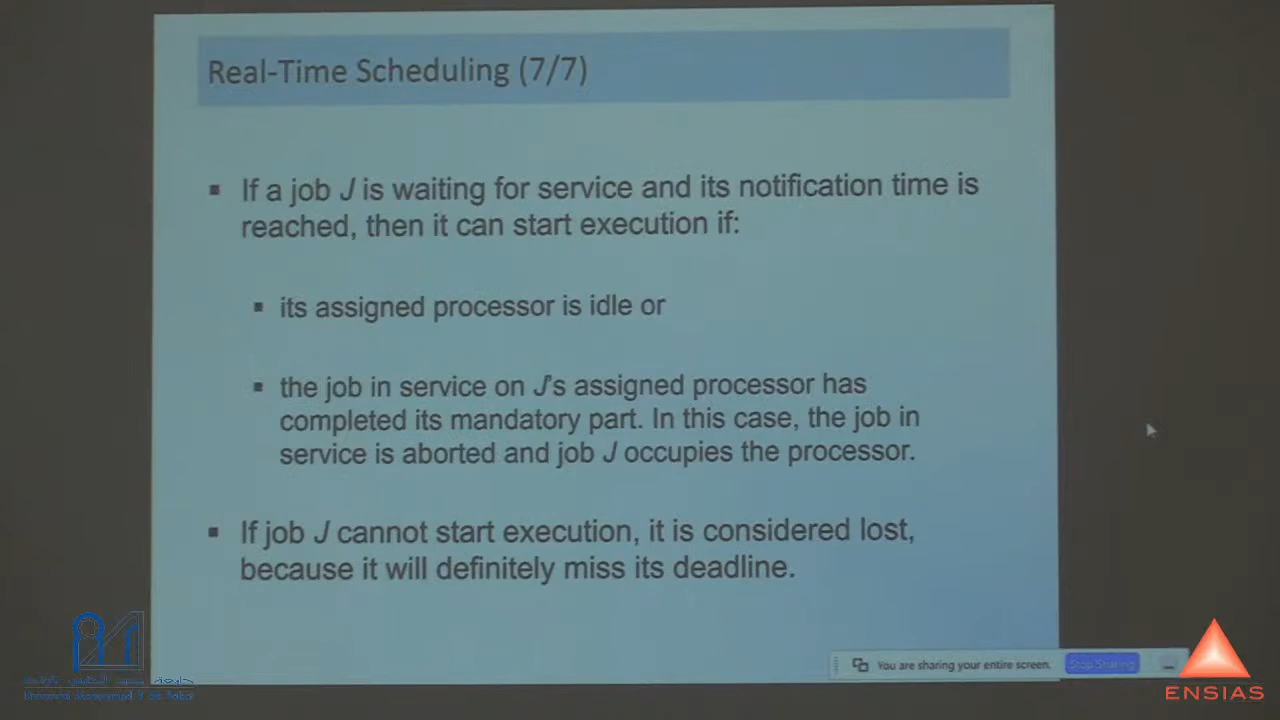 Real-Time Scheduling (7/7)
▪ If a job J is waiting for service and its notification time is
reached, then it can start execution if:
▪ its assigned processor is idle or
▪ the job in service on J's assigned processor has
completed its mandatory part. In this case, the job in
service is aborted and job J occupies the processor.
▪ If job J cannot start execution, it is considered lost,
because it will definitely miss its deadline.
You are sharing your entire screen.
Stop Sharing
ENSIAS